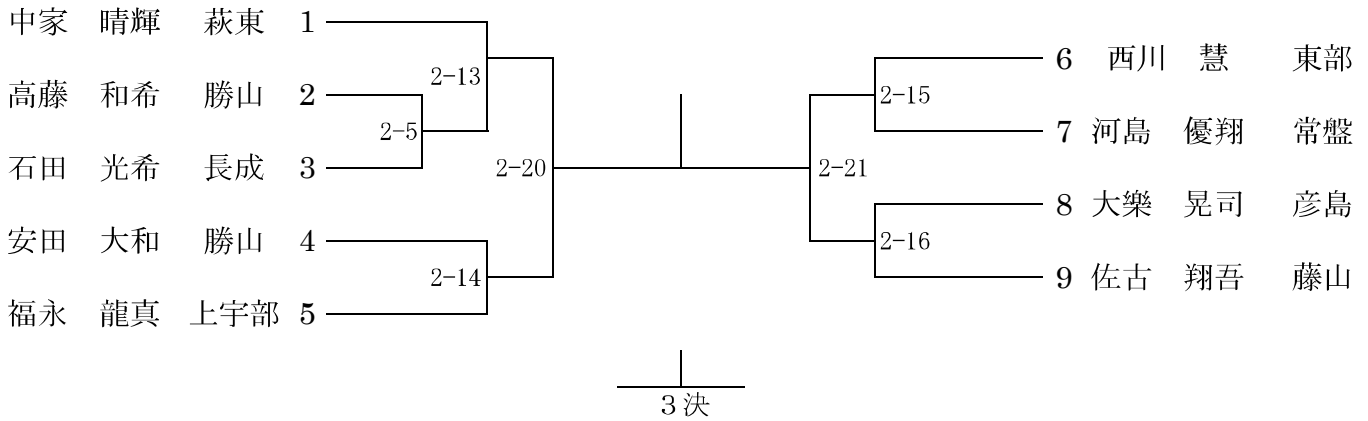 中家 晴輝 萩東 1
2-13
高藤 和希 勝山 2
2-5
石田 光希 長成 3
2-20
安田 大和 勝山 4
2-14
福永 龍真 上宇部 5
6 西川 慧 東部
2-15
7 河島 優翔 常盤
2-21
8 大樂 晃司 彦島
2-16
9 佐古 翔吾 藤山
3決